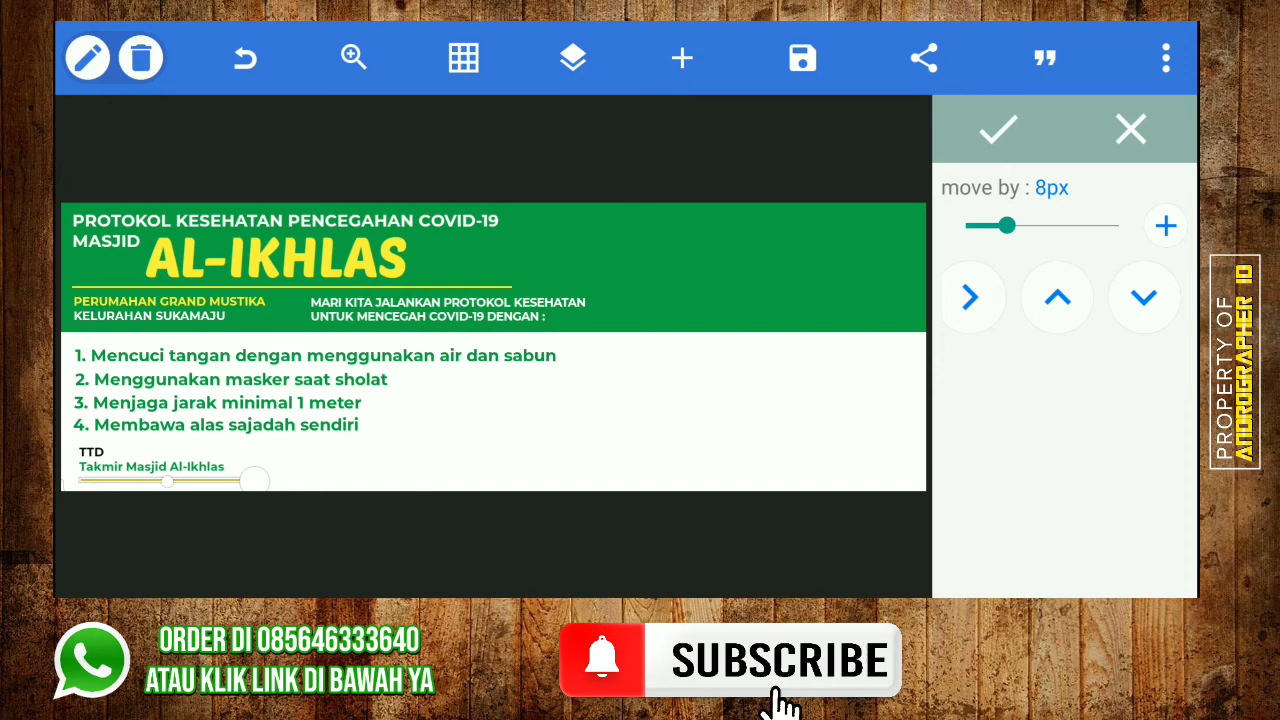 move by : 8px
PROTOKOL KESEHATAN PENCEGAHAN COVID-19
MASJID AL-IKHLAS
PERUMAHAN GRAND MUSTIKA
KELURAHAN SUKAMAJU
MARI KITA JALANKAN PROTOKOL KESEHATAN
UNTUK MENCEGAH COVID-19 DENGAN :
1. Mencuci tangan dengan menggunakan air dan sabun
2. Menggunakan masker saat sholat
3. Menjaga jarak minimal 1 meter
4. Membawa alas sajadah sendiri
TTD
Takmir Masjid Al-Ikhlas
PROPERTY OF
ANDROGRAPHER ID
ORDER DI 085646333640
ATAU KLIK LINK DI BAWAH YA
SUBSCRIBE